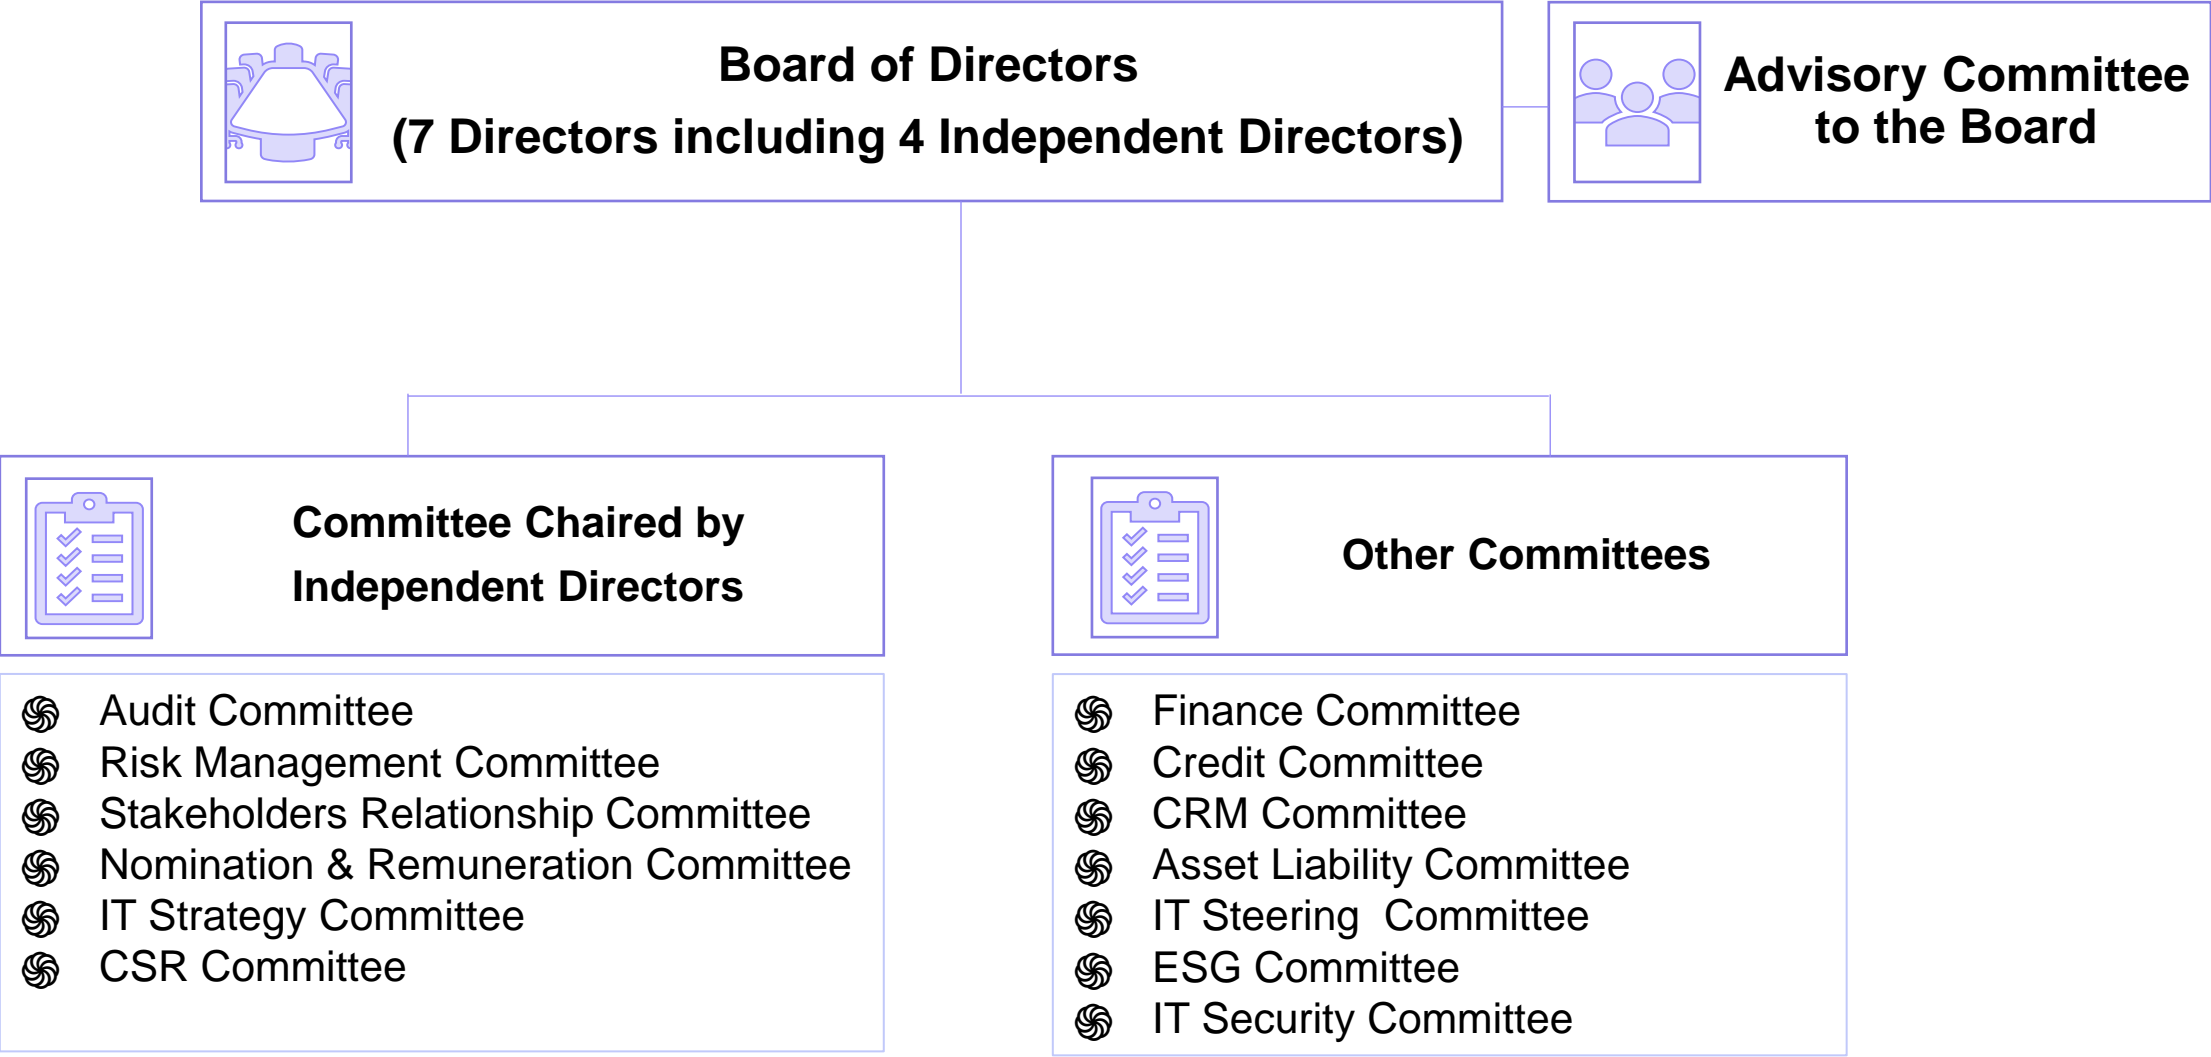 Board of Directors
(7 Directors including 4 Independent Directors)
Advisory Committee
to the Board
Committee Chaired by
Independent Directors
Audit Committee
Risk Management Committee
Stakeholders Relationship Committee
Nomination & Remuneration Committee
IT Strategy Committee
CSR Committee
Other Committees
Finance Committee
Credit Committee
CRM Committee
Asset Liability Committee
IT Steering  Committee
ESG Committee
IT Security Committee